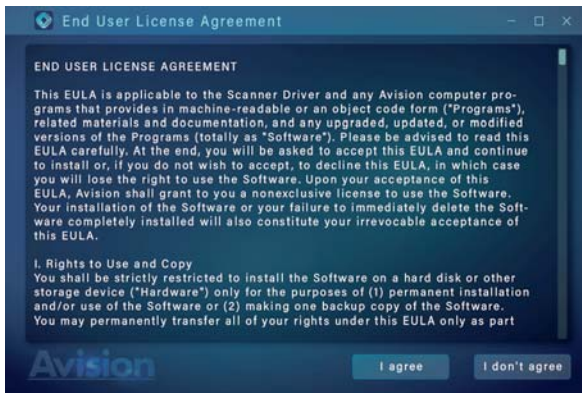 End User License Agreement
END USER LICENSE AGREEMENT
This EULA is applicable to the Scanner Driver and any Avision computer pro-
grams that provides in machine-readable or an object code form ("Programs"),
related materials and documentation, and any upgraded, updated, or modified
versions of the Programs (totally as "Software"). Please be advised to read this
EULA carefully. At the end, you will be asked to accept this EULA and continue
to install or, if you do not wish to accept, to decline this EULA, in which case
you will lose the right to use the Software. Upon your acceptance of this
EULA, Avision shall grant to you a nonexclusive license to use the Software.
Your installation of the Software or your failure to immediately delete the Soft-
ware completely installed will also constitute your irrevocable acceptance of
this EULA.
I. Rights to Use and Copy
You shall be strictly restricted to install the Software on a hard disk or other
storage device ("Hardware") only for the purposes of (1) permanent installation
and/or use of the Software or (2) making one backup copy of the Software.
You may permanently transfer all of your rights under this EULA only as part
Avision
I agree
I don't agree